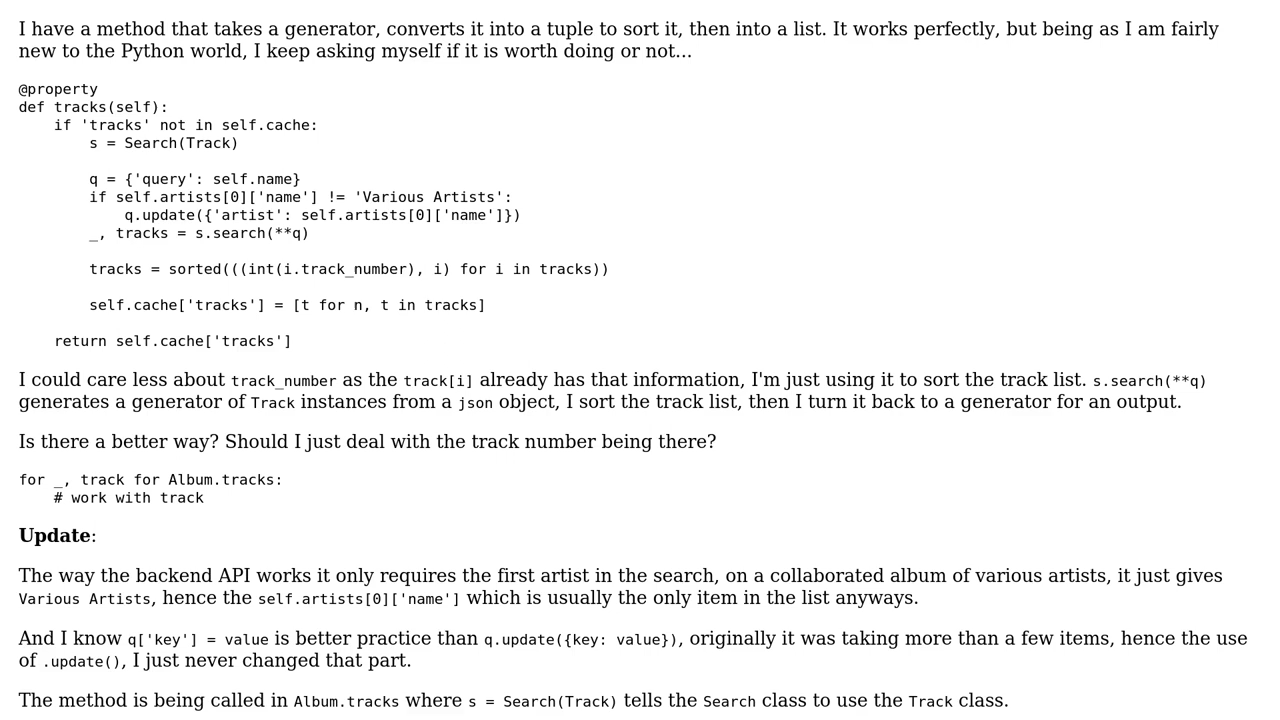 I have a method that takes a generator, converts it into a tuple to sort it, then into a list. It works perfectly, but being as I am fairly
new to the Python world, I keep asking myself if it is worth doing or not...
@property
def tracks(self):
    if 'tracks' not in self.cache:
        s = Search(Track)
        q = {'query': self.name}
        if self.artists[0]['name'] != 'Various Artists':
            q.update({'artist': self.artists[0]['name']})
        _, tracks = s.search(**q)
        tracks = sorted(((int(i.track_number), i) for i in tracks))
        self.cache['tracks'] = [t for n, t in tracks]
    return self.cache['tracks']
I could care less about track_number as the track[i] already has that information, I'm just using it to sort the track list. s.search(**q)
generates a generator of Track instances from a json object, I sort the track list, then I turn it back to a generator for an output.
Is there a better way? Should I just deal with the track number being there?
for _, track for Album.tracks:
    # work with track
Update:
The way the backend API works it only requires the first artist in the search, on a collaborated album of various artists, it just gives
Various Artists, hence the self.artists[0]['name'] which is usually the only item in the list anyways.
And I know q['key'] = value is better practice than q.update({key: value}), originally it was taking more than a few items, hence the use
of .update(), I just never changed that part.
The method is being called in Album.tracks where s = Search(Track) tells the Search class to use the Track class.